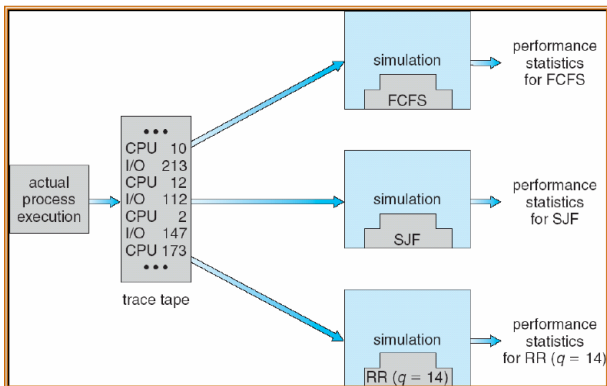 actual
process
execution
•••
CPU 10
I/O 213
CPU 12
I/O 112
CPU 2
I/O 147
CPU 173
•••
trace tape
simulation
FCFS
performance
statistics
for FCFS
simulation
SJF
performance
statistics
for SJF
simulation
RR (q = 14)
performance
statistics
for RR (q = 14)